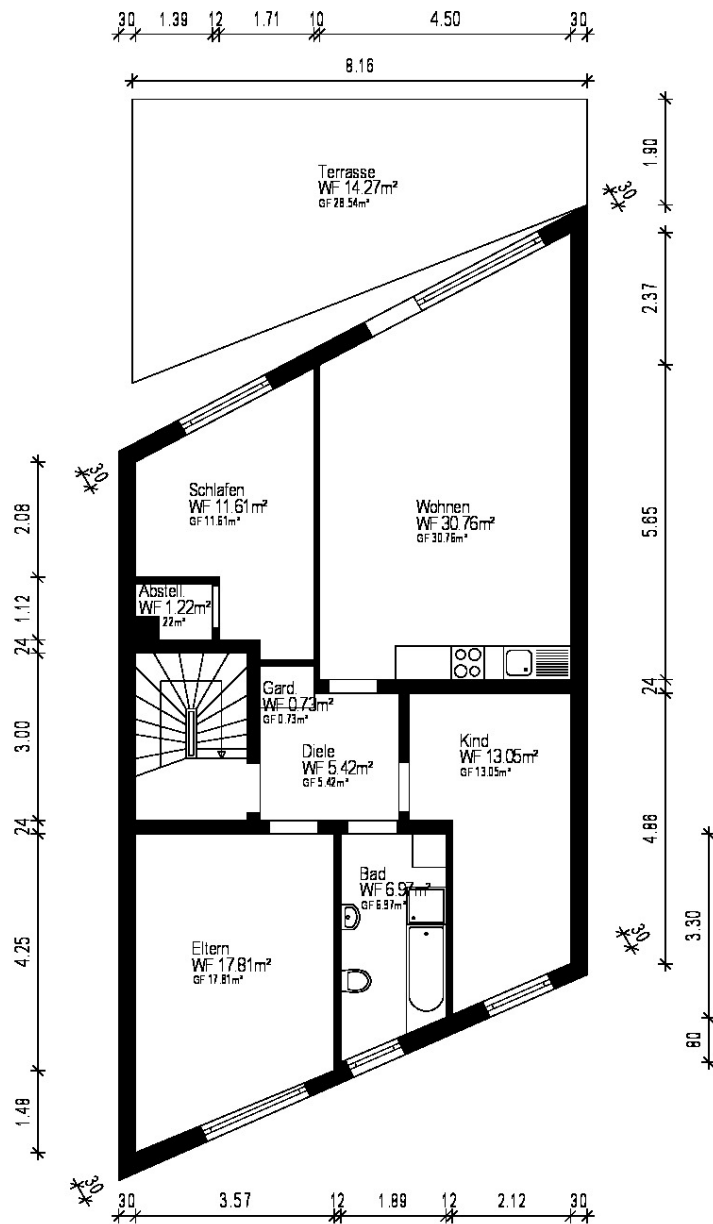 30 1.39 12 1.71 10 4.50 30
8.16
1.90
Terrasse
WF 14.27m²
GF 28.54m²
30
2.37
30
2.08
Schlafen
WF 11.61m²
GF 11.61m²
Wohnen
WF 30.76m²
GF 30.76m²
5.65
1.12
Abstell.
WF 1.22m²
22m²
24
24
Gard.
WF 0.73m²
GF 0.73m²
3.00
Diele
WF 5.42m²
GF 5.42m²
Kind
WF 13.05m²
GF 13.05m²
24
4.86
Bad
WF 6.97m²
GF 6.97m²
3.30
30
4.25
Eltern
WF 17.81m²
GF 17.81m²
80
1.48
30
30 3.57 12 1.89 12 2.12 30